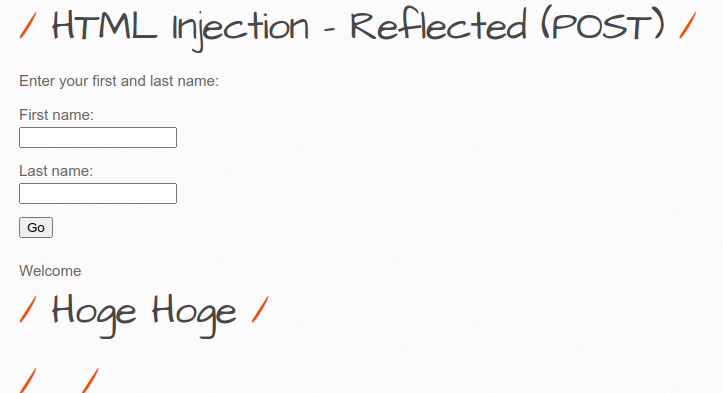 / HTML Injection - Reflected (POST) /
Enter your first and last name:
First name:
Last name:
Go
Welcome
/ Hoge Hoge /
/ /